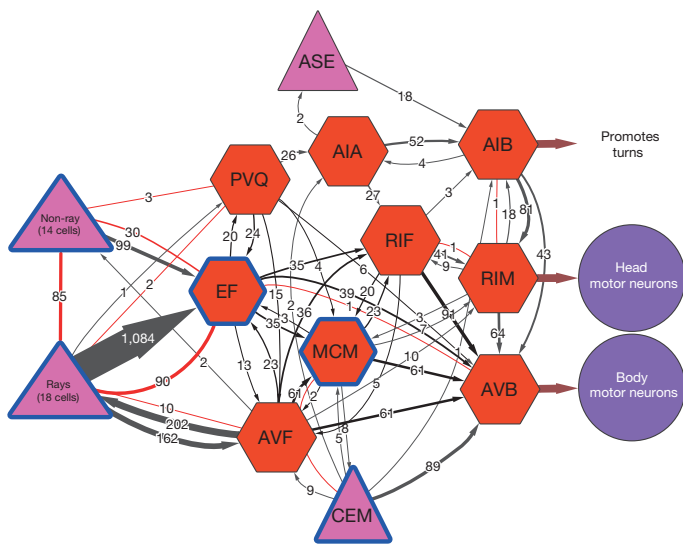 ASE
18
2
52
AIA
AIB
4
Promotes
turns
26
PVQ
3
27
3
1
18
81
Non-ray
(14 cells)
30
99
20
24
RIF
1
41
9
43
RIM
Head
motor neurons
35
4
6
EF
85
1
2
15
2
36
39
1
20
23
91
3
7
64
1,084
35
MCM
1
10
61
Body
motor neurons
AVB
Rays
(18 cells)
90
2
13
23
61
2
5
61
10
202
162
AVF
8
5
89
9
CEM